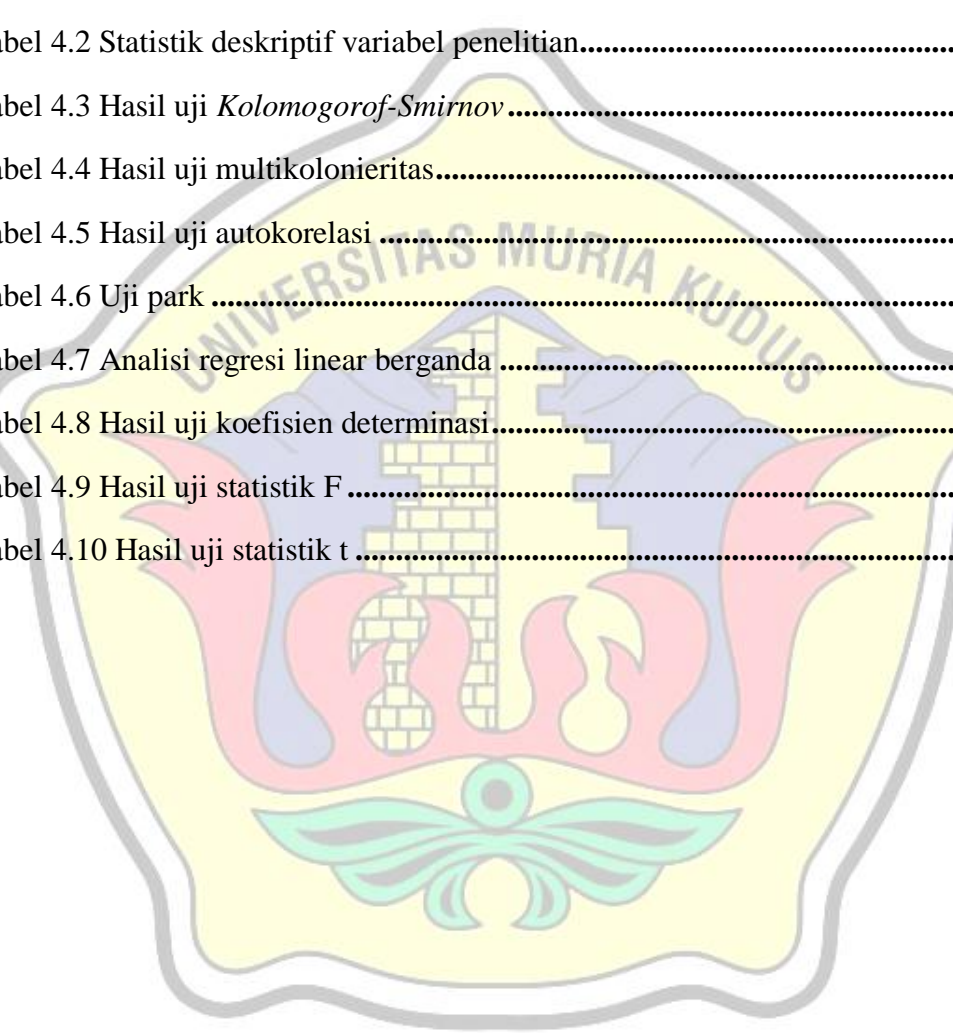 abel 4.2 Statistik deskriptif variabel penelitian........................................................
abel 4.3 Hasil uji Kolomogorof-Smirnov........................................................
abel 4.4 Hasil uji multikolonieritas........................................................
abel 4.5 Hasil uji autokorelasi ........................................................
abel 4.6 Uji park ........................................................
abel 4.7 Analisi regresi linear berganda ........................................................
abel 4.8 Hasil uji koefisien determinasi........................................................
abel 4.9 Hasil uji statistik F ........................................................
abel 4.10 Hasil uji statistik t ........................................................
UNIVERSITAS MURIA KUDUS